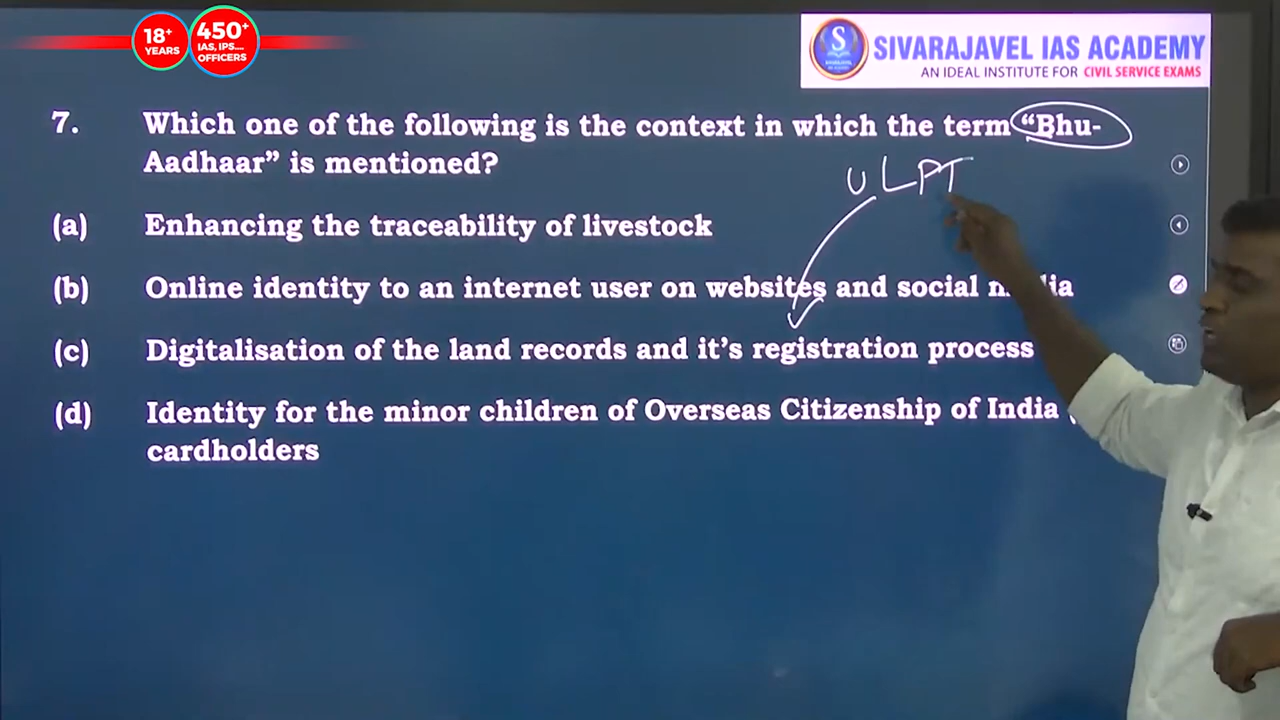 18+
YEARS
450+
IAS, IPS....
OFFICERS
SIVARAJAVEL IAS ACADEMY
AN IDEAL INSTITUTE FOR CIVIL SERVICE EXAMS
7. Which one of the following is the context in which the term “Bhu-
Aadhaar” is mentioned?
ULPI
(a) Enhancing the traceability of livestock
(b) Online identity to an internet user on websites and social
(c) Digitalisation of the land records and it’s registration process
(d) Identity for the minor children of Overseas Citizenship of India
cardholders